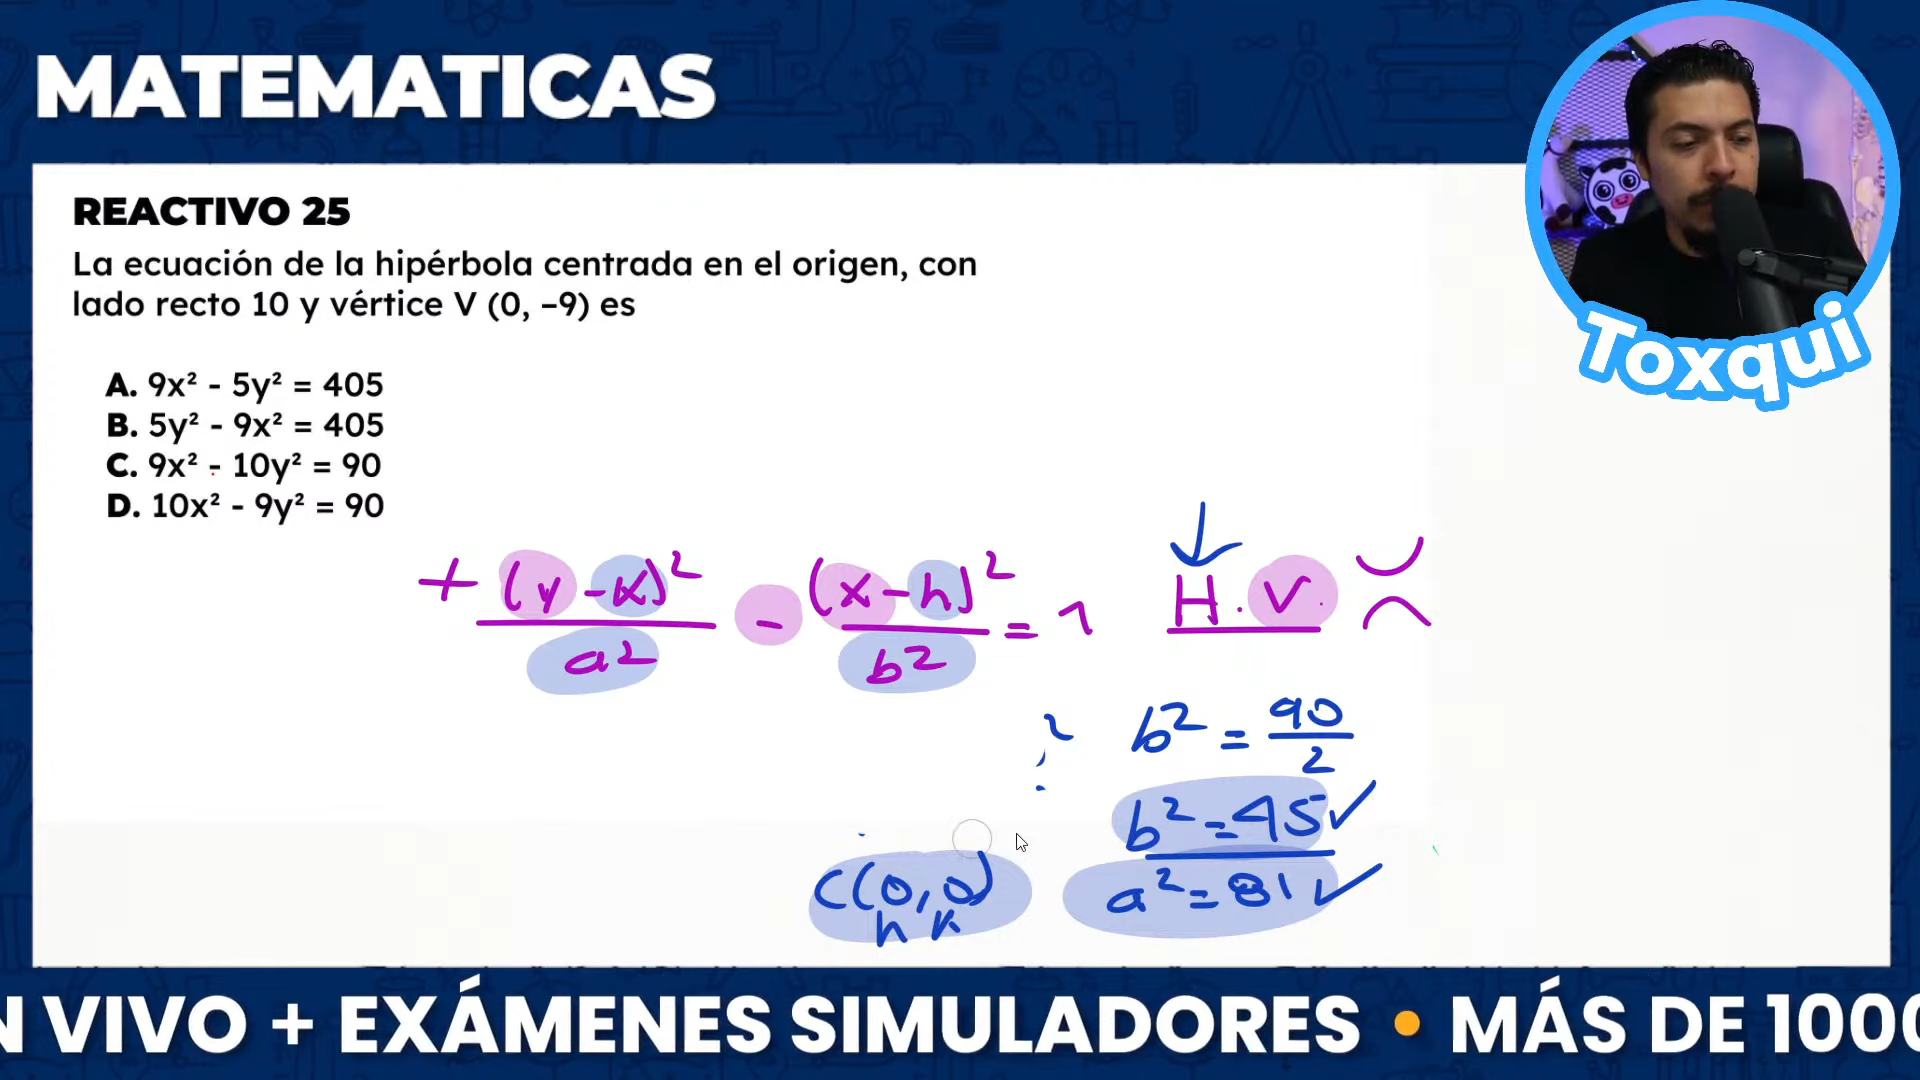 MATEMATICAS
REACTIVO 25
La ecuación de la hipérbola centrada en el origen, con
lado recto 10 y vértice V (0, –9) es
A. 9x² - 5y² = 405
B. 5y² - 9x² = 405
C. 9x² - 10y² = 90
D. 10x² - 9y² = 90
+ (y-k)²/a² - (x-h)²/b² = 1 H.V.
b² = 90/2
b² = 45 ✓
a² = 81 ✓
C(0,0)
h k
Toxqui
N VIVO + EXÁMENES SIMULADORES • MÁS DE 1000